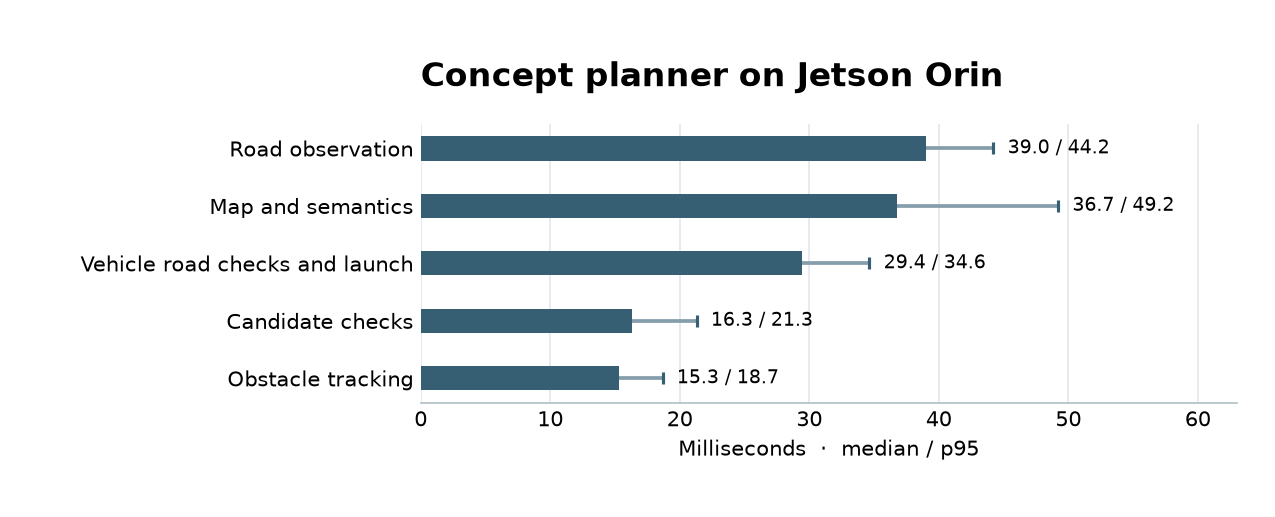 Concept planner on Jetson Orin
Road observation 39.0 / 44.2
Map and semantics 36.7 / 49.2
Vehicle road checks and launch 29.4 / 34.6
Candidate checks 16.3 / 21.3
Obstacle tracking 15.3 / 18.7
0 10 20 30 40 50 60
Milliseconds · median / p95